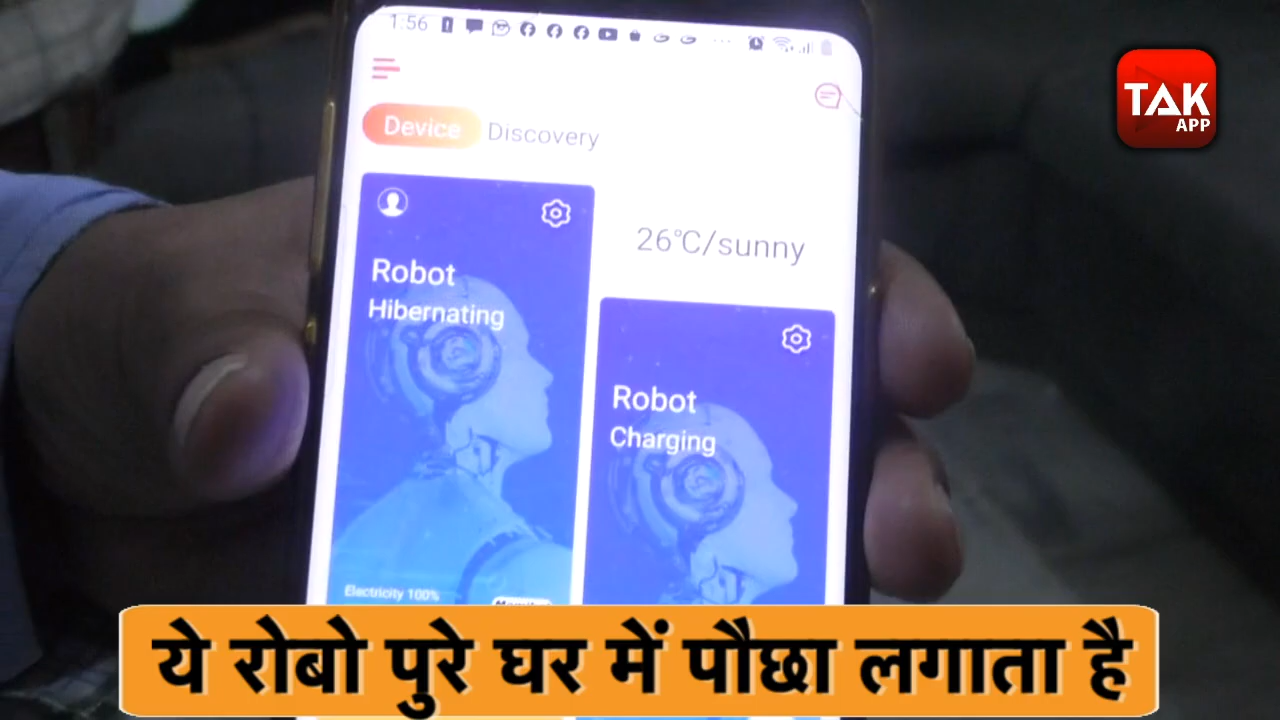 1:56
Device Discovery
26°C/sunny
Robot
Hibernating
Robot
Charging
Electricity 100%
TAK
APP
ये रोबो पुरे घर में पौछा लगाता है